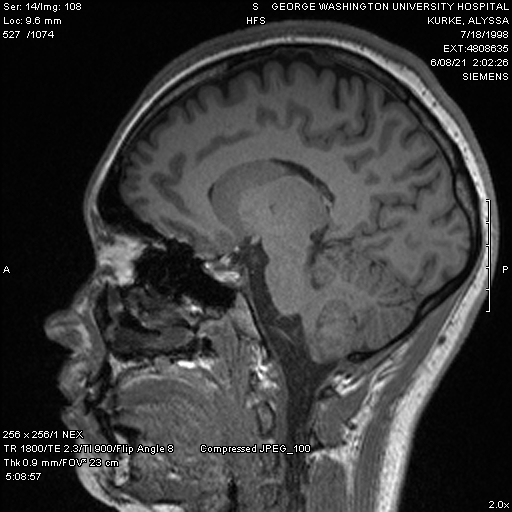 Ser: 14/Img: 108
Loc: 9.6 mm
527 /1074
S
HFS
GEORGE WASHINGTON UNIVERSITY HOSPITAL
KURKE, ALYSSA
7/18/1998
EXT:4808635
6/08/21 2:02:26
SIEMENS
A
P
256 x 256/1 NEX
TR 1800/TE 2.3/TI 900/Flip Angle 8
Compressed JPEG_100
Thk 0.9 mm/FOV° 23 cm
5:08:57
2.0x